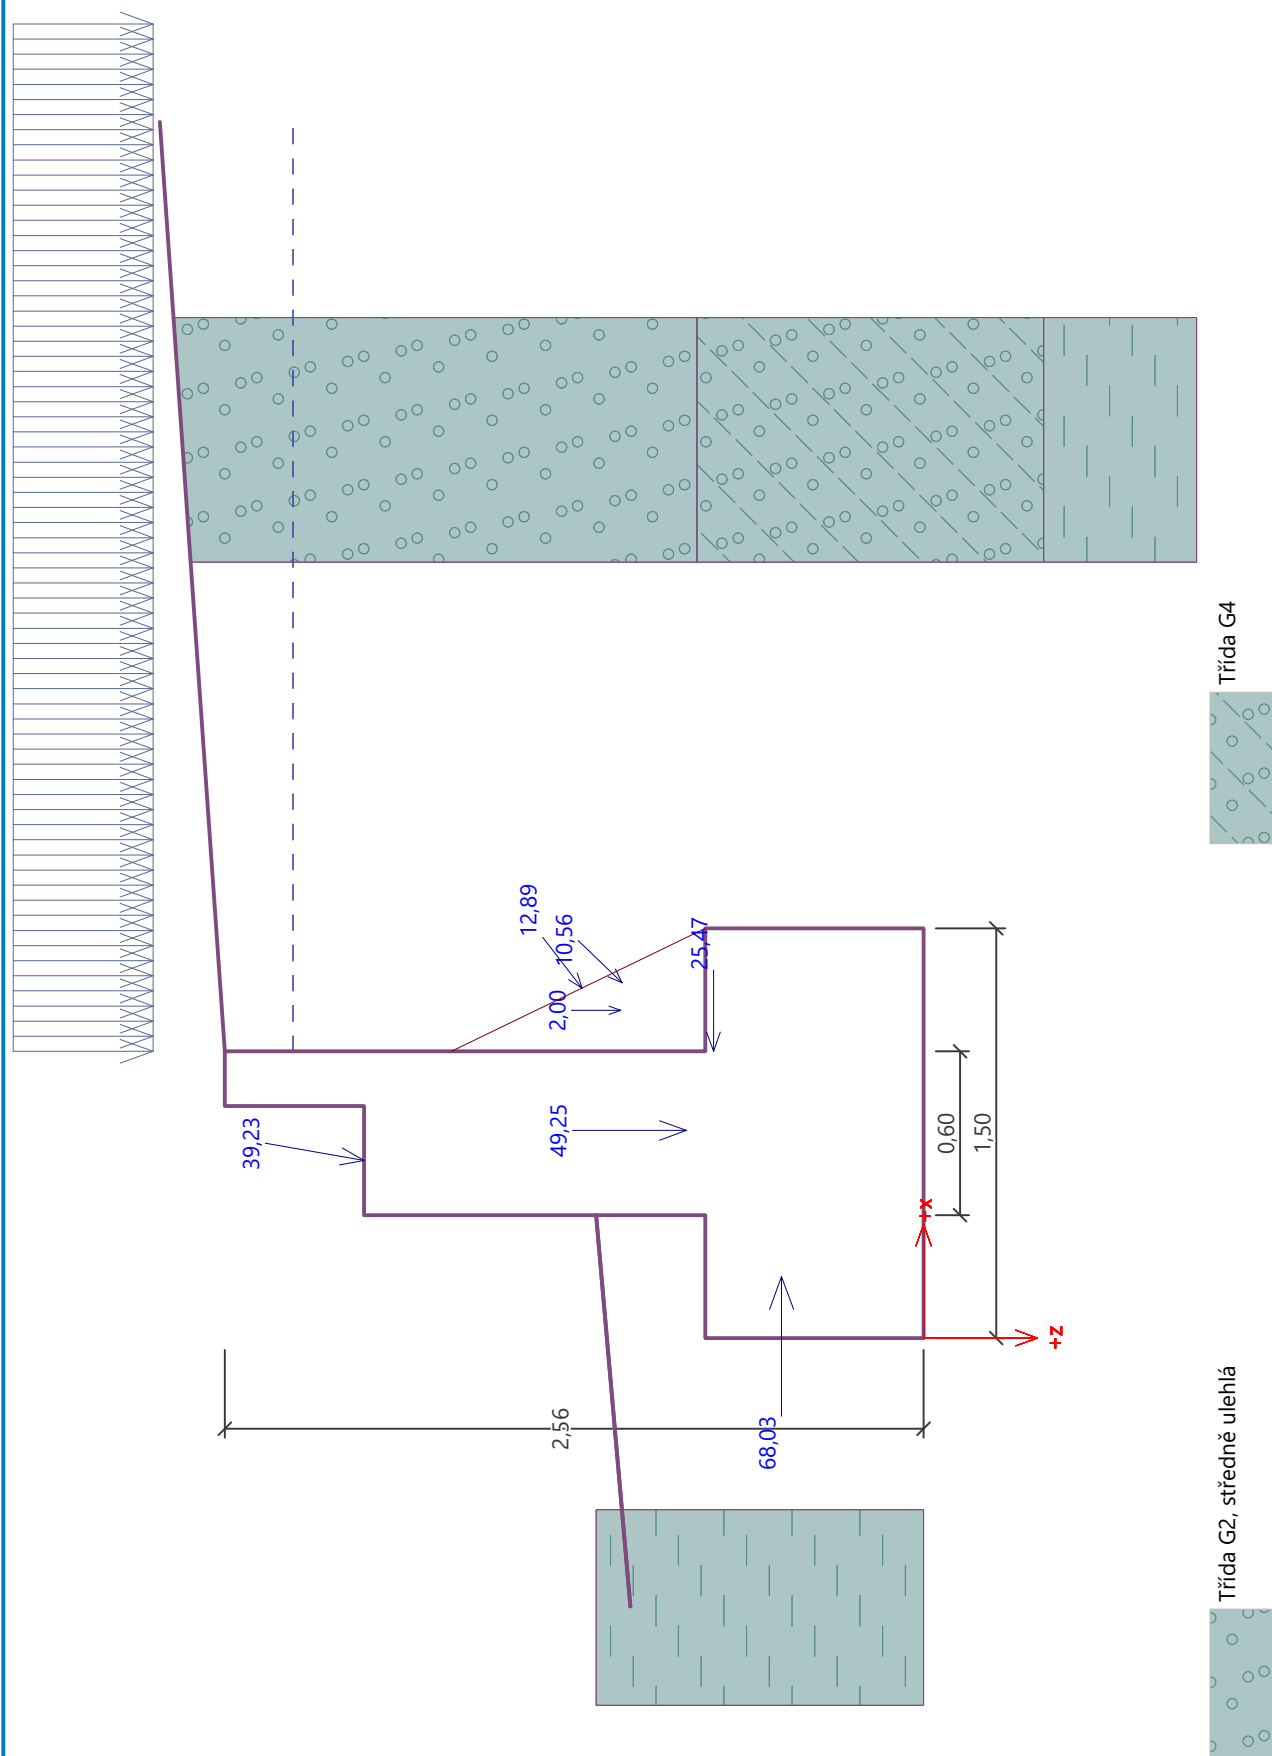 12,89
10,56
2,00
25,47
39,23
49,25
68,03
2,56
0,60
1,50
+x
+z
Třída G2, středně ulehlá
Třída G4